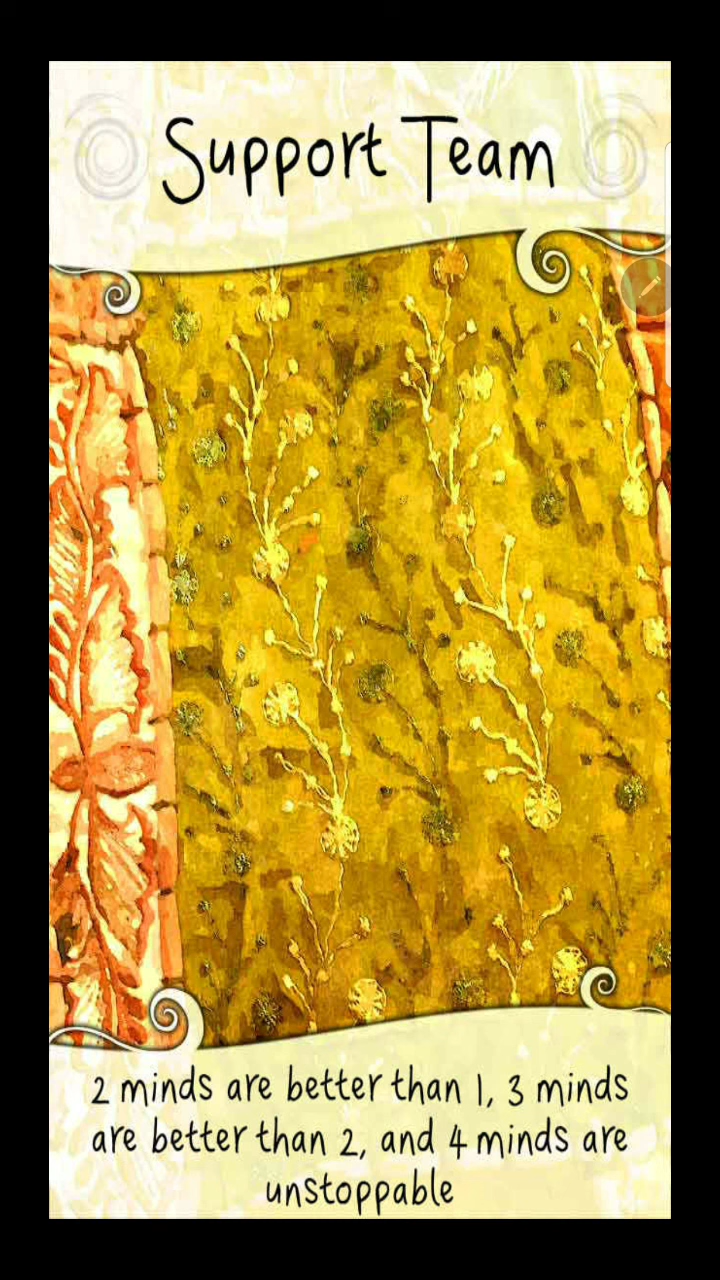 Support Team
2 minds are better than 1, 3 minds
are better than 2, and 4 minds are
unstoppable